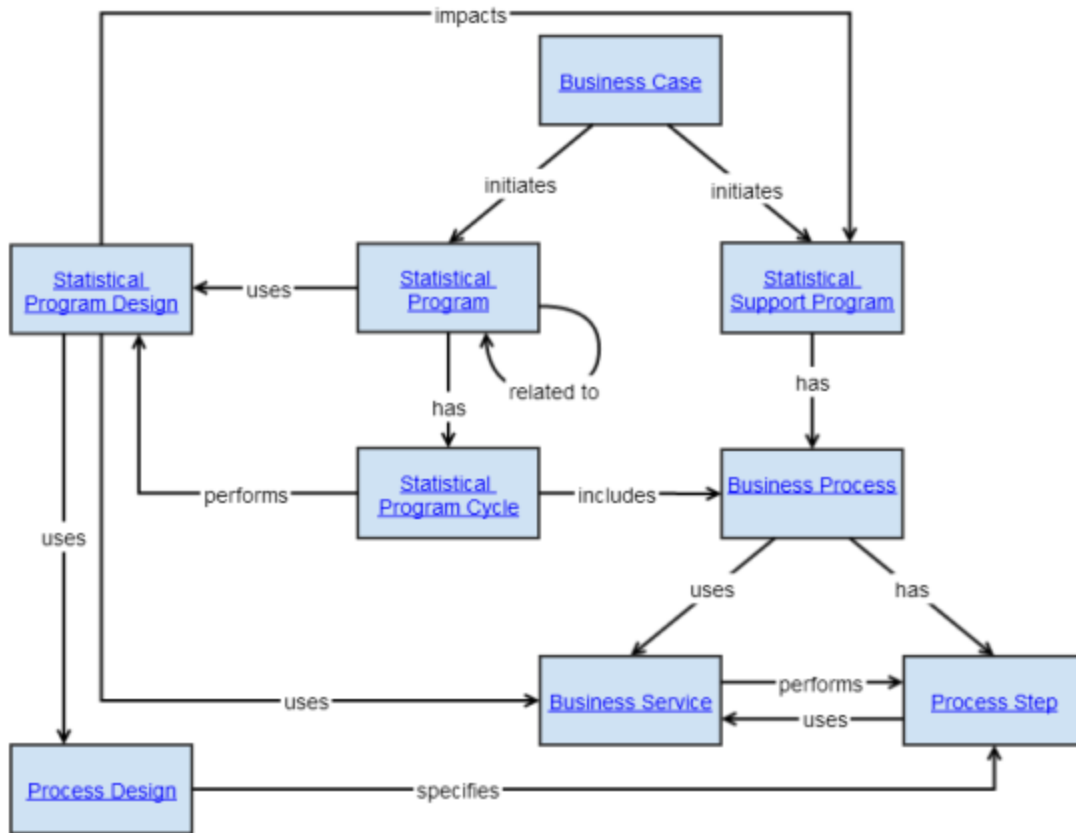 impacts
Business Case
initiates
initiates
Statistical
Program Design
uses
Statistical
Program
Statistical
Support Program
related to
has
has
performs
Statistical
Program Cycle
includes
Business Process
uses
uses
has
uses
Business Service
performs
uses
Process Step
Process Design
specifies